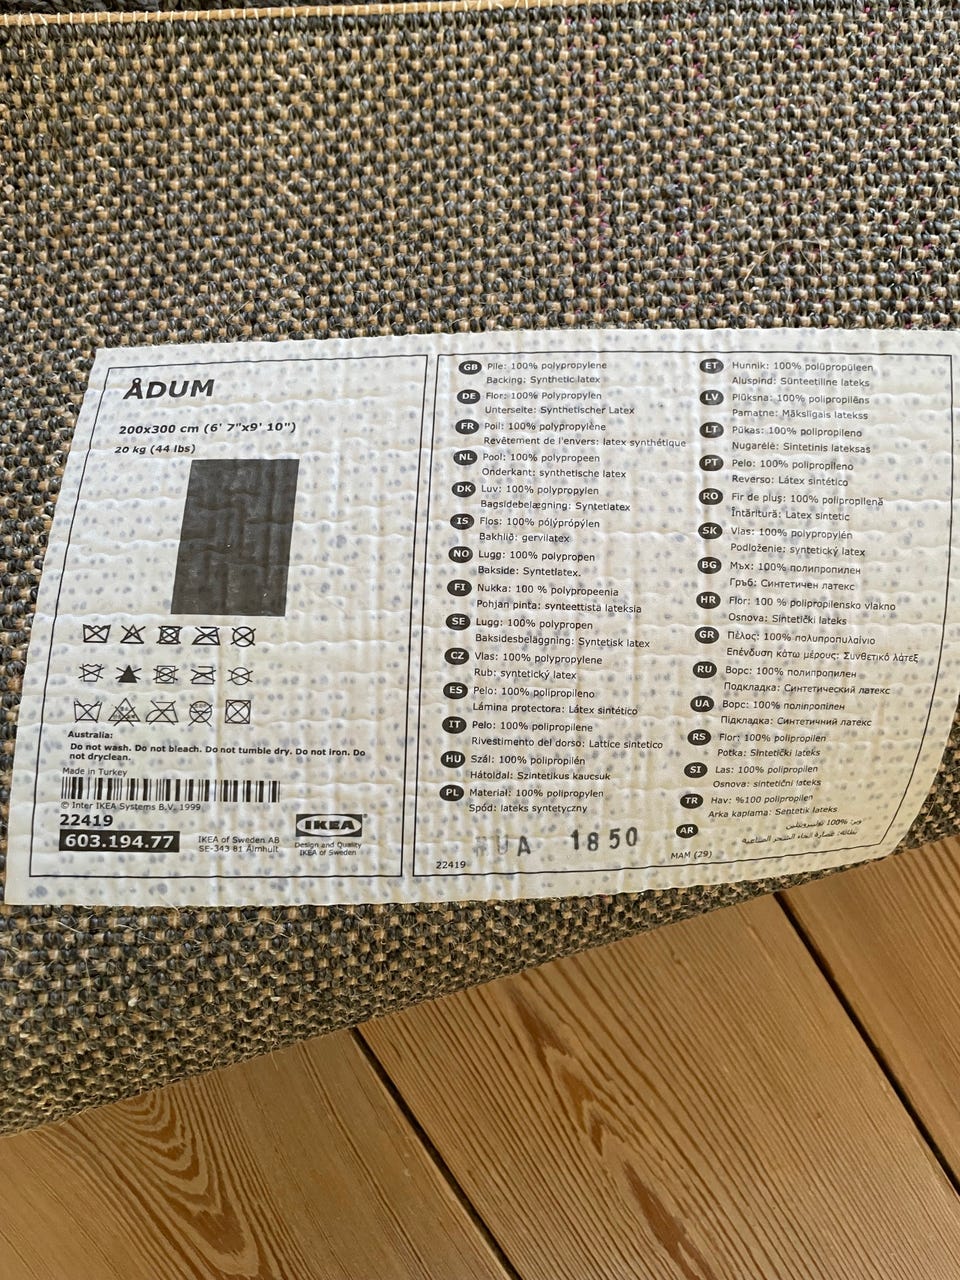 ÅDUM
200x300 cm (6' 7"x9' 10")
20 kg (44 lbs)
Australia:
Do not wash. Do not bleach. Do not tumble dry. Do not iron. Do
not dryclean.
Made in Turkey
© Inter IKEA Systems B.V. 1999
22419
603.194.77
IKEA of Sweden AB
SE-343 81 Älmhult
IKEA
Design and Quality
IKEA of Sweden
GB Pile: 100% polypropylene
Backing: Synthetic latex
DE Flor: 100% Polypropylen
Unterseite: Synthetischer Latex
FR Poil: 100% polypropylène
Revêtement de l'envers: latex synthétique
NL Pool: 100% polypropeen
Onderkant: synthetische latex
DK Luv: 100% polypropylen
Bagsidebelægning: Syntetlatex
IS Flos: 100% pólýprópýlen
Bakhlið: gervilatex
NO Lugg: 100% polypropen
Bakside: Syntetlatex.
FI Nukka: 100 % polypropeenia
Pohjan pinta: synteettistä lateksia
SE Lugg: 100% polypropen
Baksidesbeläggning: Syntetisk latex
CZ Vlas: 100% polypropylene
Rub: syntetický latex
ES Pelo: 100% polipropileno
Lámina protectora: Látex sintético
IT Pelo: 100% polipropilene
Rivestimento del dorso: Lattice sintetico
HU Szál: 100% polipropilén
Hátoldal: Szintetikus kaucsuk
PL Materiał: 100% polipropylen
Spód: lateks syntetyczny
22419
UA 1850
MAM (29)
ET Hunnik: 100% polüpropüleen
Aluspind: Sünteetiline lateks
LV Plūksna: 100% polipropilēns
Pamatne: Mākslīgais latekss
LT Pūkas: 100% polipropileno
Nugarėlė: Sintetinis lateksas
PT Pelo: 100% polipropileno
Reverso: Látex sintético
RO Fir de pluş: 100% polipropilenă
Întăritură: Latex sintetic
SK Vlas: 100% polypropylén
Podloženie: syntetický latex
BG Мъх: 100% полипропилен
Гръб: Синтетичен латекс
HR Flor: 100 % polipropilensko vlakno
Osnova: Sintetički lateks
GR Πέλος: 100% πολυπροπυλαίνιο
Επένδυση κάτω μέρους: Συνθετικό λάτεξ
RU Ворс: 100% полипропилен
Подкладка: Синтетический латекс
UA Ворс: 100% поліпропілен
Підкладка: Синтетичний латекс
RS Flor: 100% polipropilen
Potka: Sintetički lateks
SI Las: 100% polipropilen
Osnova: sintetični lateks
TR Hav: %100 polipropilen
Arka kaplama: Sentetik lateks
AR وبر: 100% بوليبروبيلين